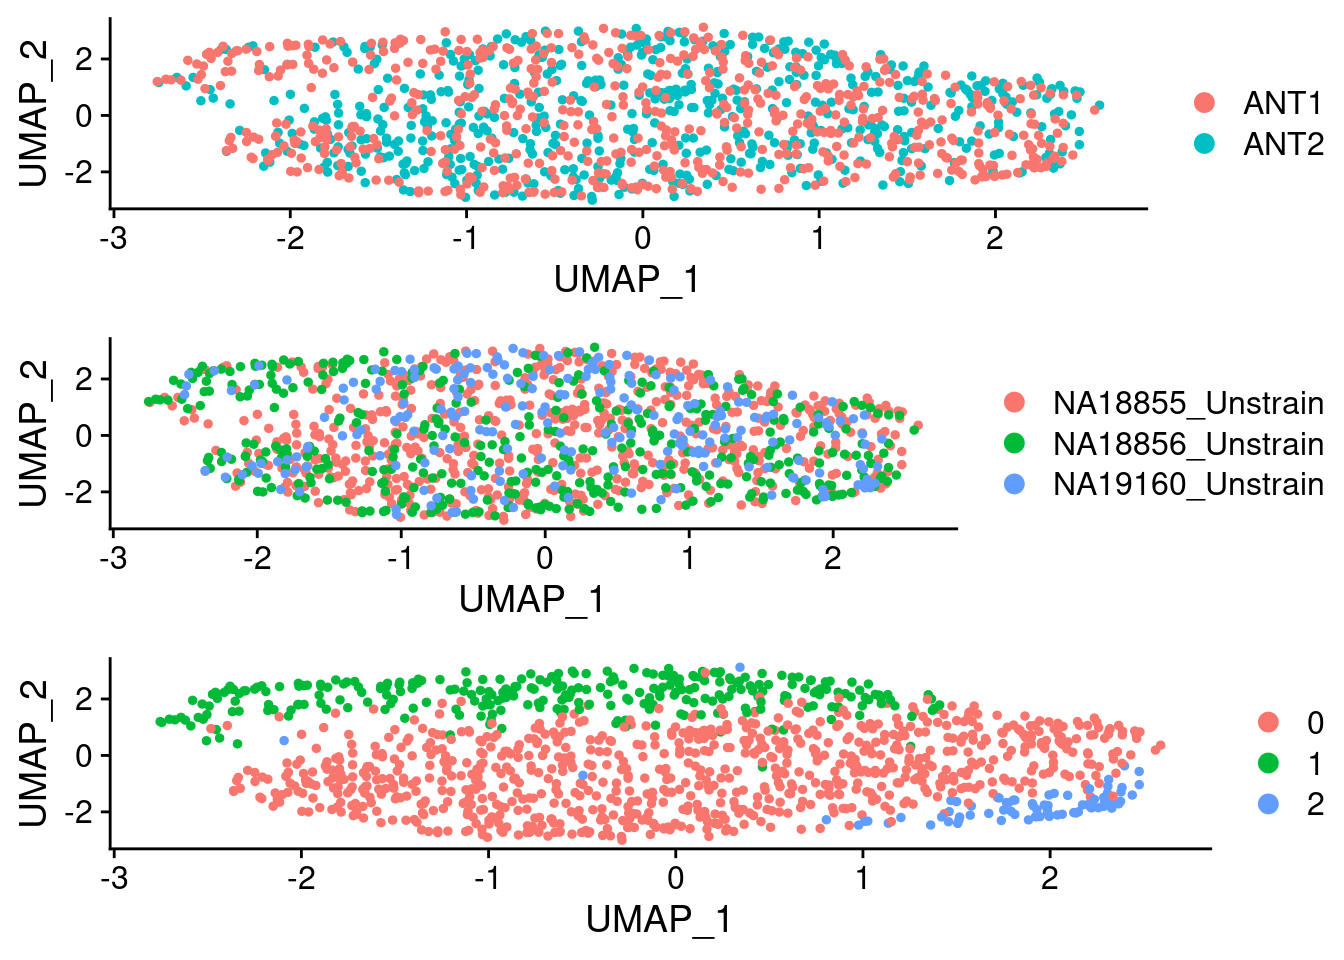 UMAP_2
2
0
-2
-3 -2 -1 0 1 2
UMAP_1
ANT1
ANT2
UMAP_2
2
0
-2
-3 -2 -1 0 1 2
UMAP_1
NA18855_Unstrain
NA18856_Unstrain
NA19160_Unstrain
UMAP_2
2
0
-2
-3 -2 -1 0 1 2
UMAP_1
0
1
2